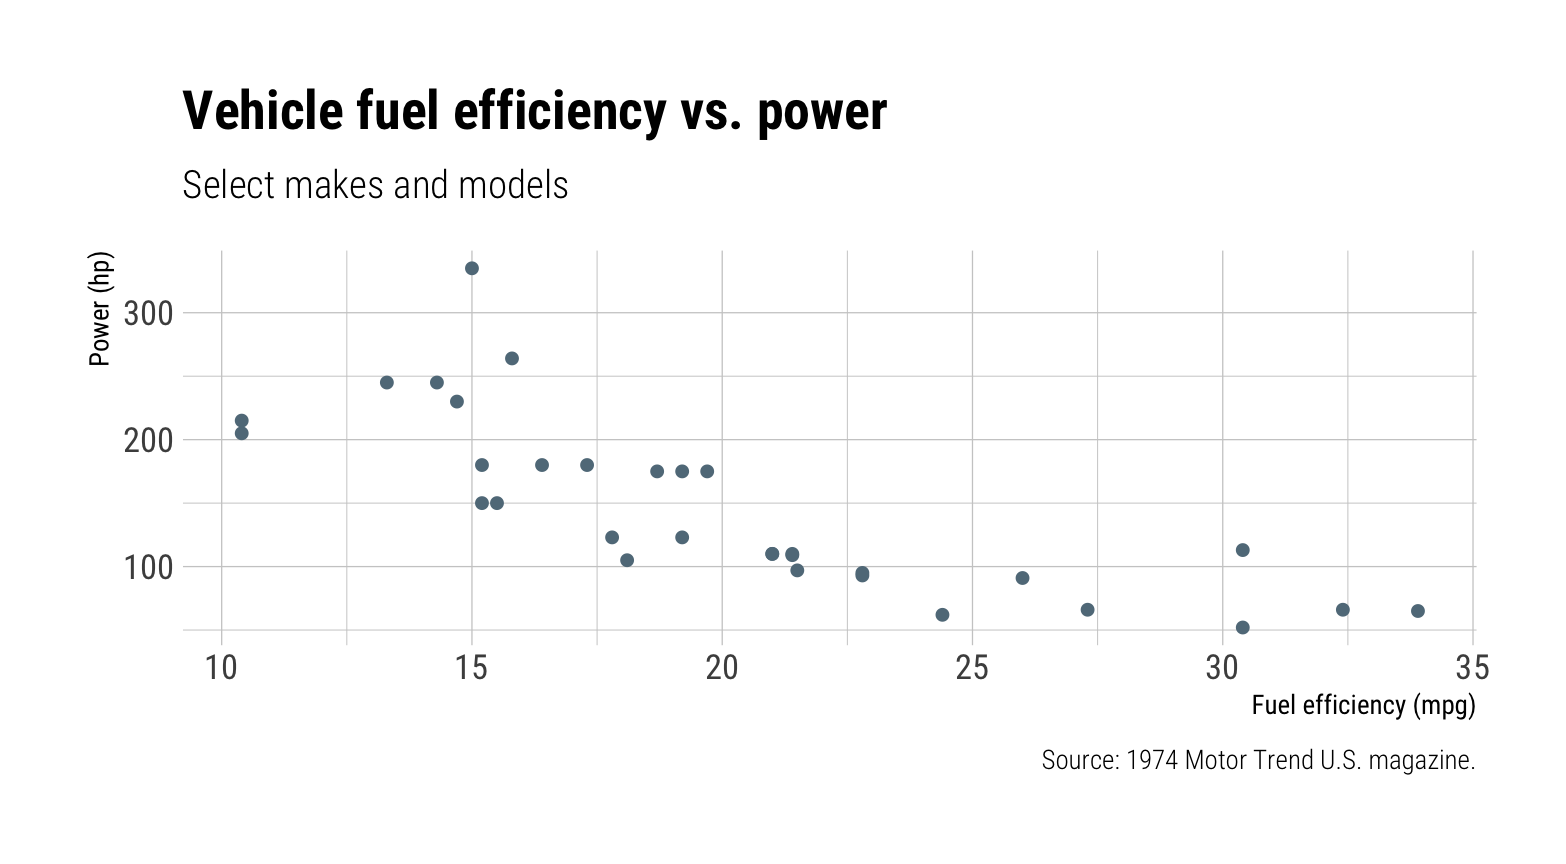 Vehicle fuel efficiency vs. power
Select makes and models
Power (hp)
300
200
100
10 15 20 25 30 35
Fuel efficiency (mpg)
Source: 1974 Motor Trend U.S. magazine.